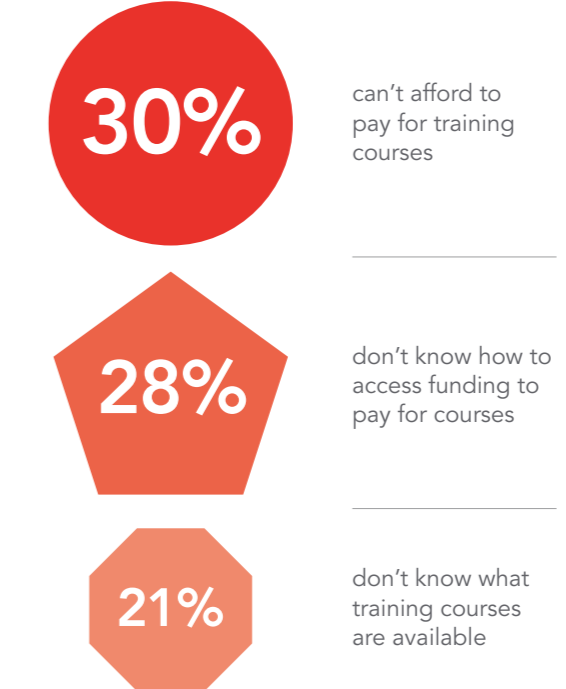 30%
can't afford to
pay for training
courses
28%
don't know how to
access funding to
pay for courses
21%
don't know what
training courses
are available